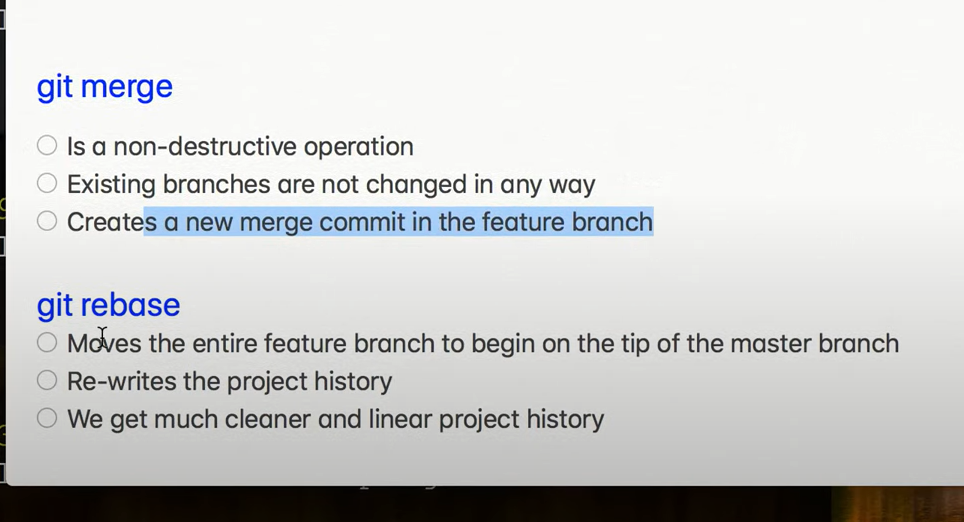 git merge
Is a non-destructive operation
Existing branches are not changed in any way
Creates a new merge commit in the feature branch
git rebase
Moves the entire feature branch to begin on the tip of the master branch
Re-writes the project history
We get much cleaner and linear project history